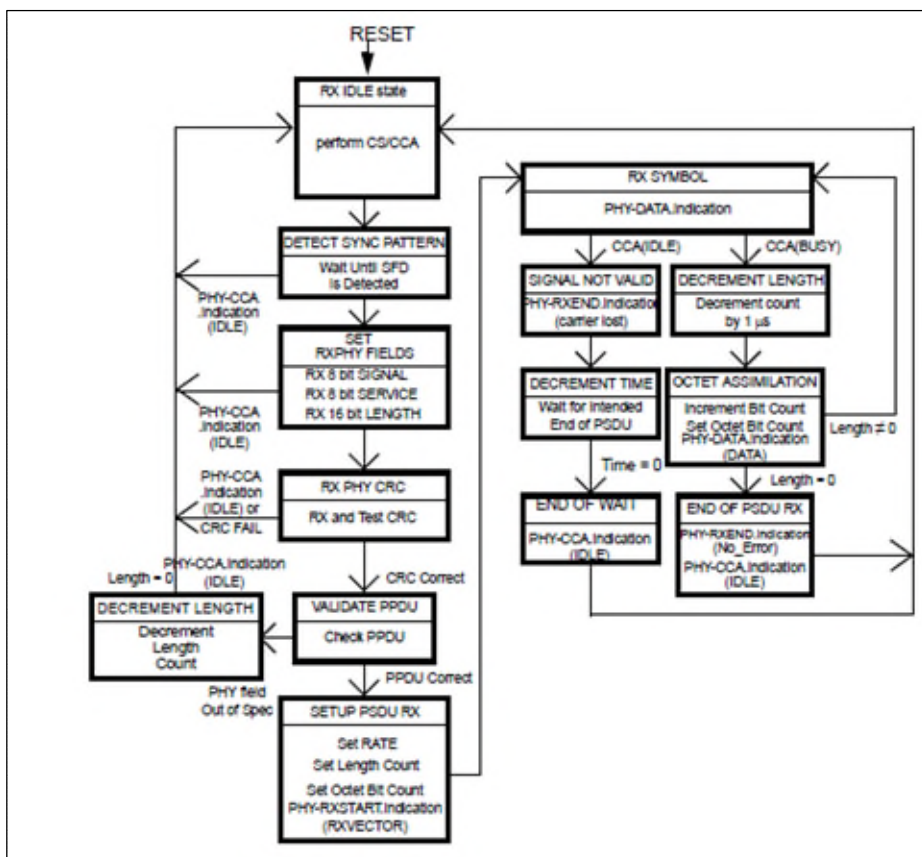 RESET
RX IDLE state
perform CS/CCA
DETECT SYNC PATTERN
Wait Until SFD
Is Detected
PHY-CCA
.Indication
(IDLE)
SET
RXPHY FIELDS
RX 8 bit SIGNAL
RX 8 bit SERVICE
RX 16 bit LENGTH
PHY-CCA
.Indication
(IDLE)
RX PHY CRC
RX and Test CRC
PHY-CCA
.Indication
(IDLE) or
CRC FAIL
CRC Correct
VALIDATE PPDU
Check PPDU
PHY-CCA.Indication
(IDLE)
Length = 0
DECREMENT LENGTH
Decrement
Length
Count
PHY field
Out of Spec
PPDU Correct
SETUP PSDU RX
Set RATE
Set Length Count
Set Octet Bit Count
PHY-RXSTART.Indication
(RXVECTOR)
RX SYMBOL
PHY-DATA.Indication
CCA(IDLE)
CCA(BUSY)
SIGNAL NOT VALID
PHY-RXEND.Indication
(carrier lost)
DECREMENT LENGTH
Decrement count
by 1 µs
DECREMENT TIME
Wait for Intended
End of PSDU
OCTET ASSIMILATION
Increment Bit Count
Set Octet Bit Count
PHY-DATA.Indication
(DATA)
Length ≠ 0
Time = 0
Length = 0
END OF WAIT
PHY-CCA.Indication
(IDLE)
END OF PSDU RX
PHY-RXEND.Indication
(No_Error)
PHY-CCA.Indication
(IDLE)